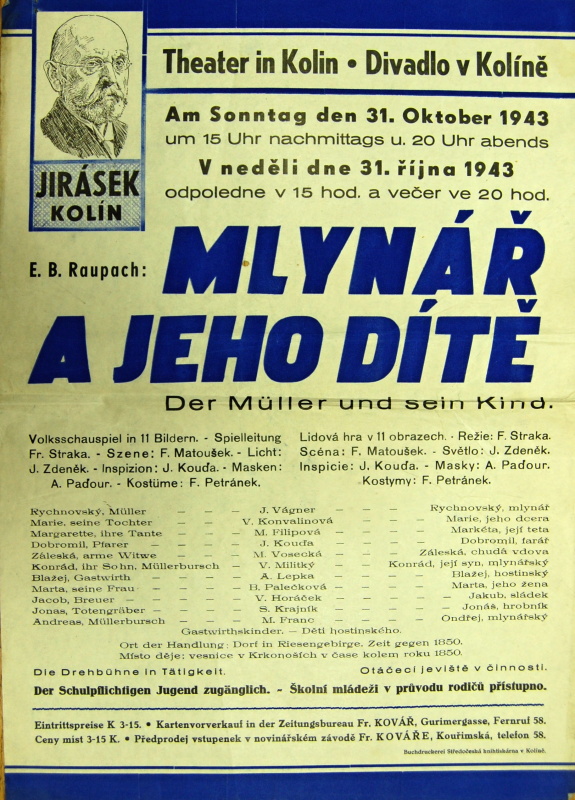 JIRÁSEK
KOLÍN
Theater in Kolin • Divadlo v Kolíně
Am Sonntag den 31. Oktober 1943
um 15 Uhr nachmittags u. 20 Uhr abends
V neděli dne 31. října 1943
odpoledne v 15 hod. a večer ve 20 hod.
E. B. Raupach:
MLYNÁŘ
A JEHO DÍTĚ
Der Müller und sein Kind.
Volksschauspiel in 11 Bildern. - Spielleitung
Fr. Straka. - Szene: F. Matoušek. - Licht:
J. Zdeněk. - Inspizion: J. Kouďa. - Masken:
A. Paďour. - Kostüme: F. Petránek.
Lidová hra v 11 obrazech. - Režie: F. Straka.
Scéna: F. Matoušek. - Světlo: J. Zdeněk.
Inspicie: J. Kouďa. - Masky: A. Paďour.
Kostymy: F. Petránek.
Rychnovský, Müller – – – J. Vágner – – – Rychnovský, mlynář
Marie, seine Tochter – – – V. Konvalinová – – – Marie, jeho dcera
Margarette, ihre Tante – – – M. Filipová – – – Markéta, její teta
Dobromil, Pfarer – – – J. Kouďa – – – Dobromil, farář
Záleská, arme Witwe – – – M. Vosecká – – – Záleská, chudá vdova
Konrád, ihr Sohn, Müllerbursch – – V. Militký – – Konrád, její syn, mlynářský
Blažej, Gastwirth – – – A. Lepka – – – Blažej, hostinský
Marta, seine Frau – – – B. Palečková – – – Marta, jeho žena
Jacob, Breuer – – – V. Horáček – – – Jakub, sládek
Jonas, Totengräber – – – S. Krajník – – – Jonáš, hrobník
Andreas, Müllerbursch – – – M. Franc – – – Ondřej, mlynářský
Gastwirthskinder. – Děti hostinského.
Ort der Handlung: Dorf in Riesengebirge. Zeit gegen 1850.
Místo děje: vesnice v Krkonoších v čase kolem roku 1850.
Die Drehbühne in Tätigkeit. Otáčecí jeviště v činnosti.
Der Schulpflichtigen Jugend zugänglich. - Školní mládeži v průvodu rodičů přístupno.
Eintrittspreise K 3-15. • Kartenvorverkauf in der Zeitungsbureau Fr. KOVÁŘ, Gurimergasse, Fernruf 58.
Ceny míst 3-15 K. • Předprodej vstupenek v novinářském závodě Fr. KOVÁŘE, Kouřimská, telefon 58.
Buchdruckerei Středočeská knihtiskárna v Kolíně.